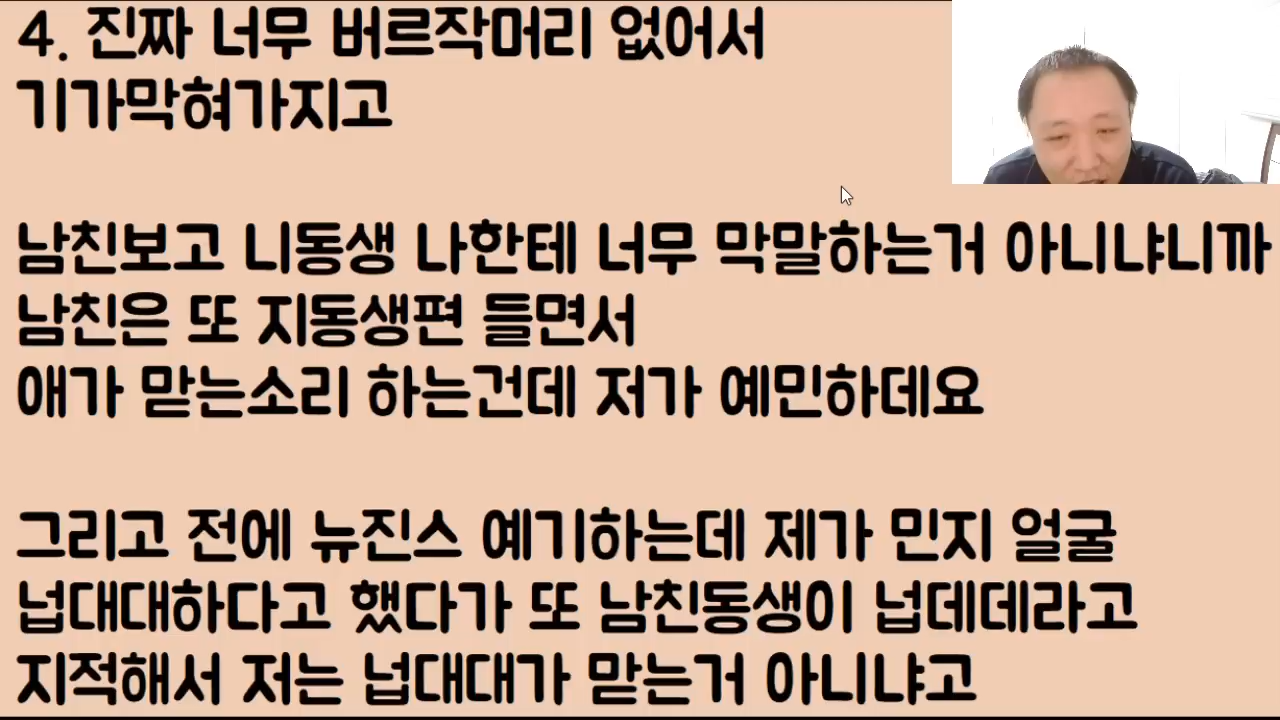 4. 진짜 너무 버르작머리 없어서
기가막혀가지고
남친보고 니동생 나한테 너무 막말하는거 아니냐니까
남친은 또 지동생편 들면서
애가 맏는소리 하는건데 저가 예민하데요
그리고 전에 뉴진스 예기하는데 제가 민지 얼굴
넙대대하다고 했다가 또 남친동생이 넙데데라고
지적해서 저는 넙대대가 맏는거 아니냐고